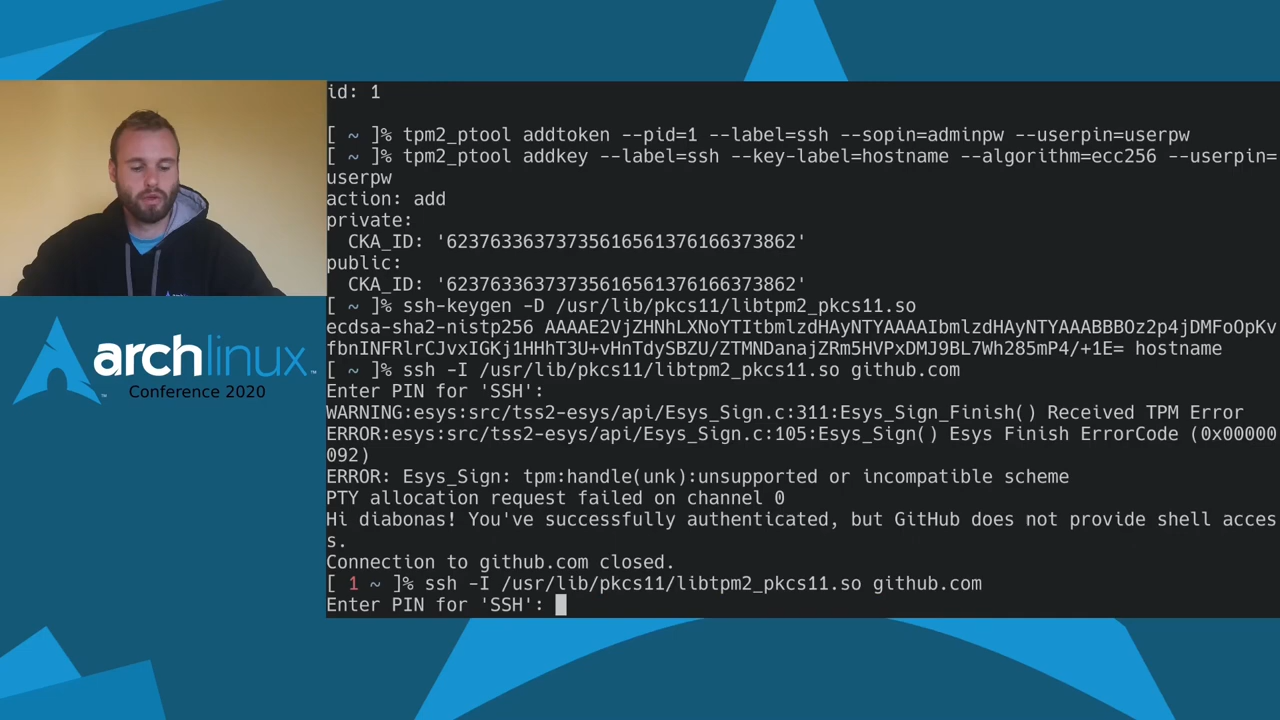 id: 1
[ ~ ]% tpm2_ptool addtoken --pid=1 --label=ssh --sopin=adminpw --userpin=userpw
[ ~ ]% tpm2_ptool addkey --label=ssh --key-label=hostname --algorithm=ecc256 --userpin=
userpw
action: add
private:
  CKA_ID: '62376336373735616561376166373862'
public:
  CKA_ID: '62376336373735616561376166373862'
[ ~ ]% ssh-keygen -D /usr/lib/pkcs11/libtpm2_pkcs11.so
ecdsa-sha2-nistp256 AAAAE2VjZHNhLXNoYTItbmlzdHAyNTYAAAAIbmlzdHAyNTYAAABBBOz2p4jDMFoOpKv
fbnINFRlrCJvxIGKj1HHhT3U+vHnTdySBZU/ZTMNDanajZRm5HVPxDMJ9BL7Wh285mP4/+1E= hostname
[ ~ ]% ssh -I /usr/lib/pkcs11/libtpm2_pkcs11.so github.com
Enter PIN for 'SSH':
WARNING:esys:src/tss2-esys/api/Esys_Sign.c:311:Esys_Sign_Finish() Received TPM Error
ERROR:esys:src/tss2-esys/api/Esys_Sign.c:105:Esys_Sign() Esys Finish ErrorCode (0x00000
092)
ERROR: Esys_Sign: tpm:handle(unk):unsupported or incompatible scheme
PTY allocation request failed on channel 0
Hi diabonas! You've successfully authenticated, but GitHub does not provide shell acces
s.
Connection to github.com closed.
[ 1 ~ ]% ssh -I /usr/lib/pkcs11/libtpm2_pkcs11.so github.com
Enter PIN for 'SSH':
archlinux™
Conference 2020